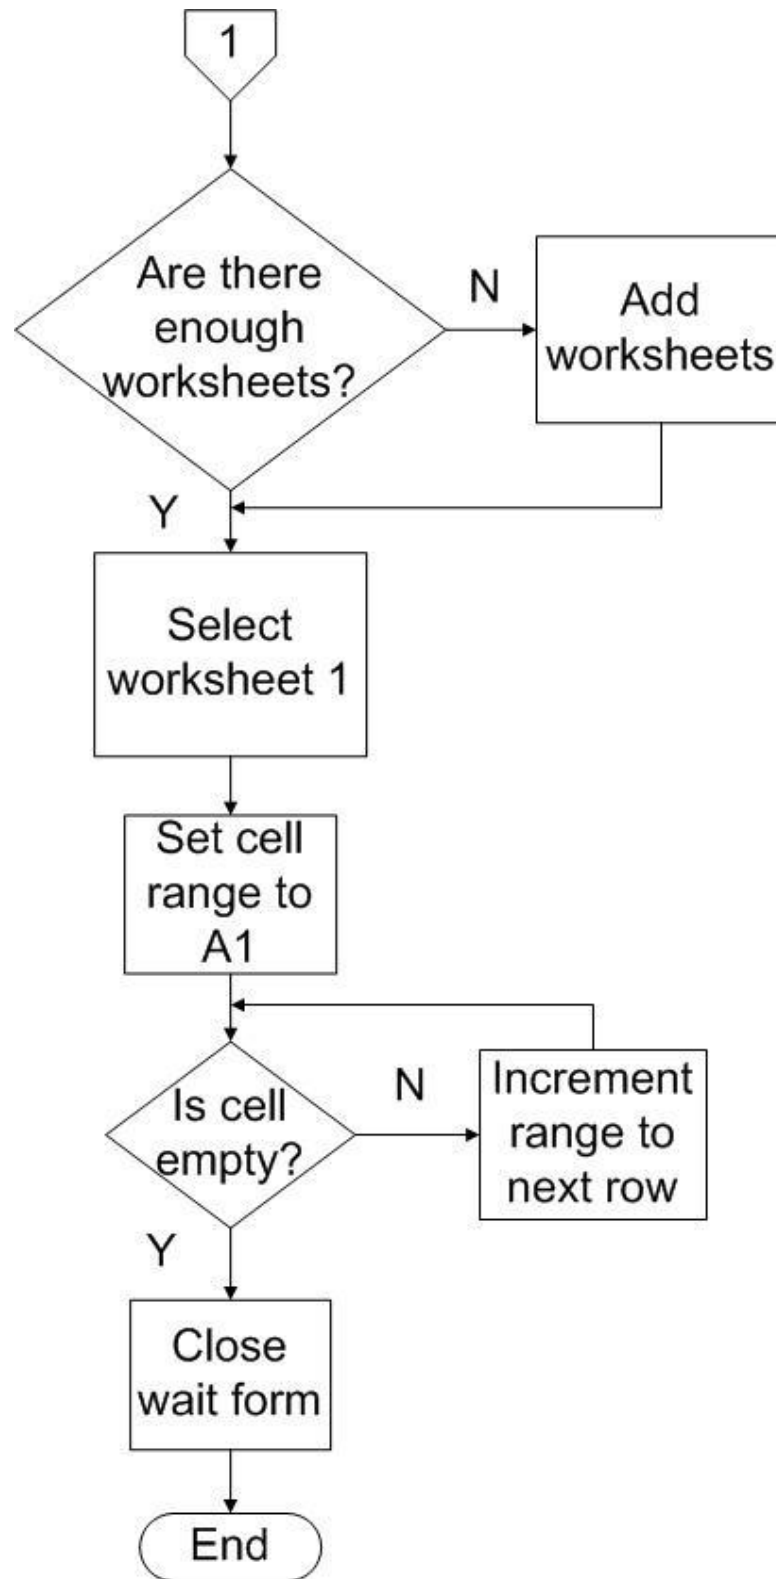 1
Are there
enough
worksheets?
N
Add
worksheets
Y
Select
worksheet 1
Set cell
range to
A1
Is cell
empty?
N
Increment
range to
next row
Y
Close
wait form
End